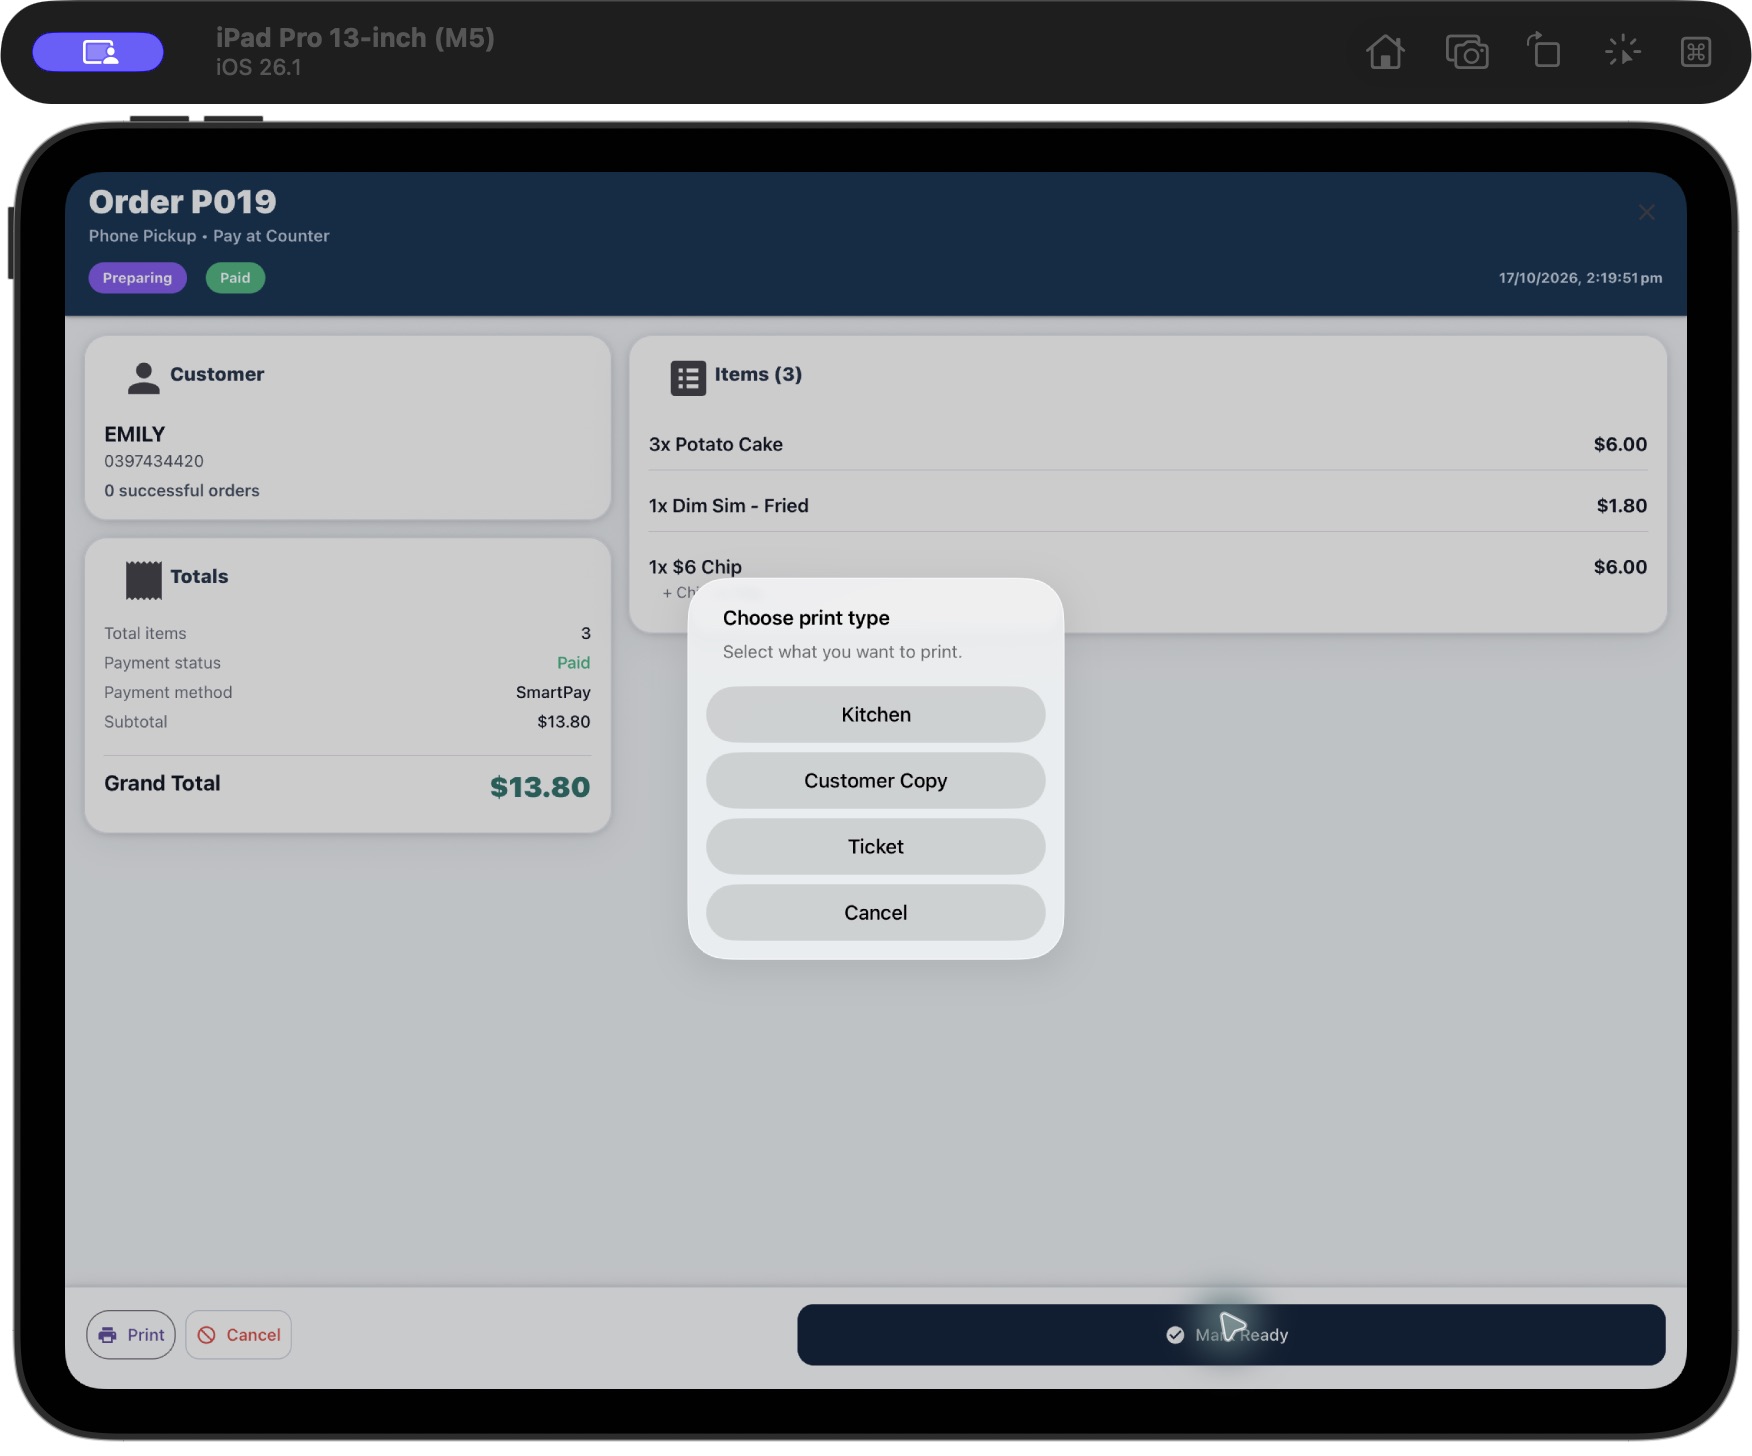 iPad Pro 13-inch (M5)
iOS 26.1
Order P019
Phone Pickup • Pay at Counter
Preparing
Paid
17/10/2026, 2:19:51 pm
Customer
EMILY
0397434420
0 successful orders
Totals
Total items 3
Payment status Paid
Payment method SmartPay
Subtotal $13.80
Grand Total $13.80
Items (3)
3x Potato Cake $6.00
1x Dim Sim - Fried $1.80
1x $6 Chip $6.00
Choose print type
Select what you want to print.
Kitchen
Customer Copy
Ticket
Cancel
Print
Cancel
Ready